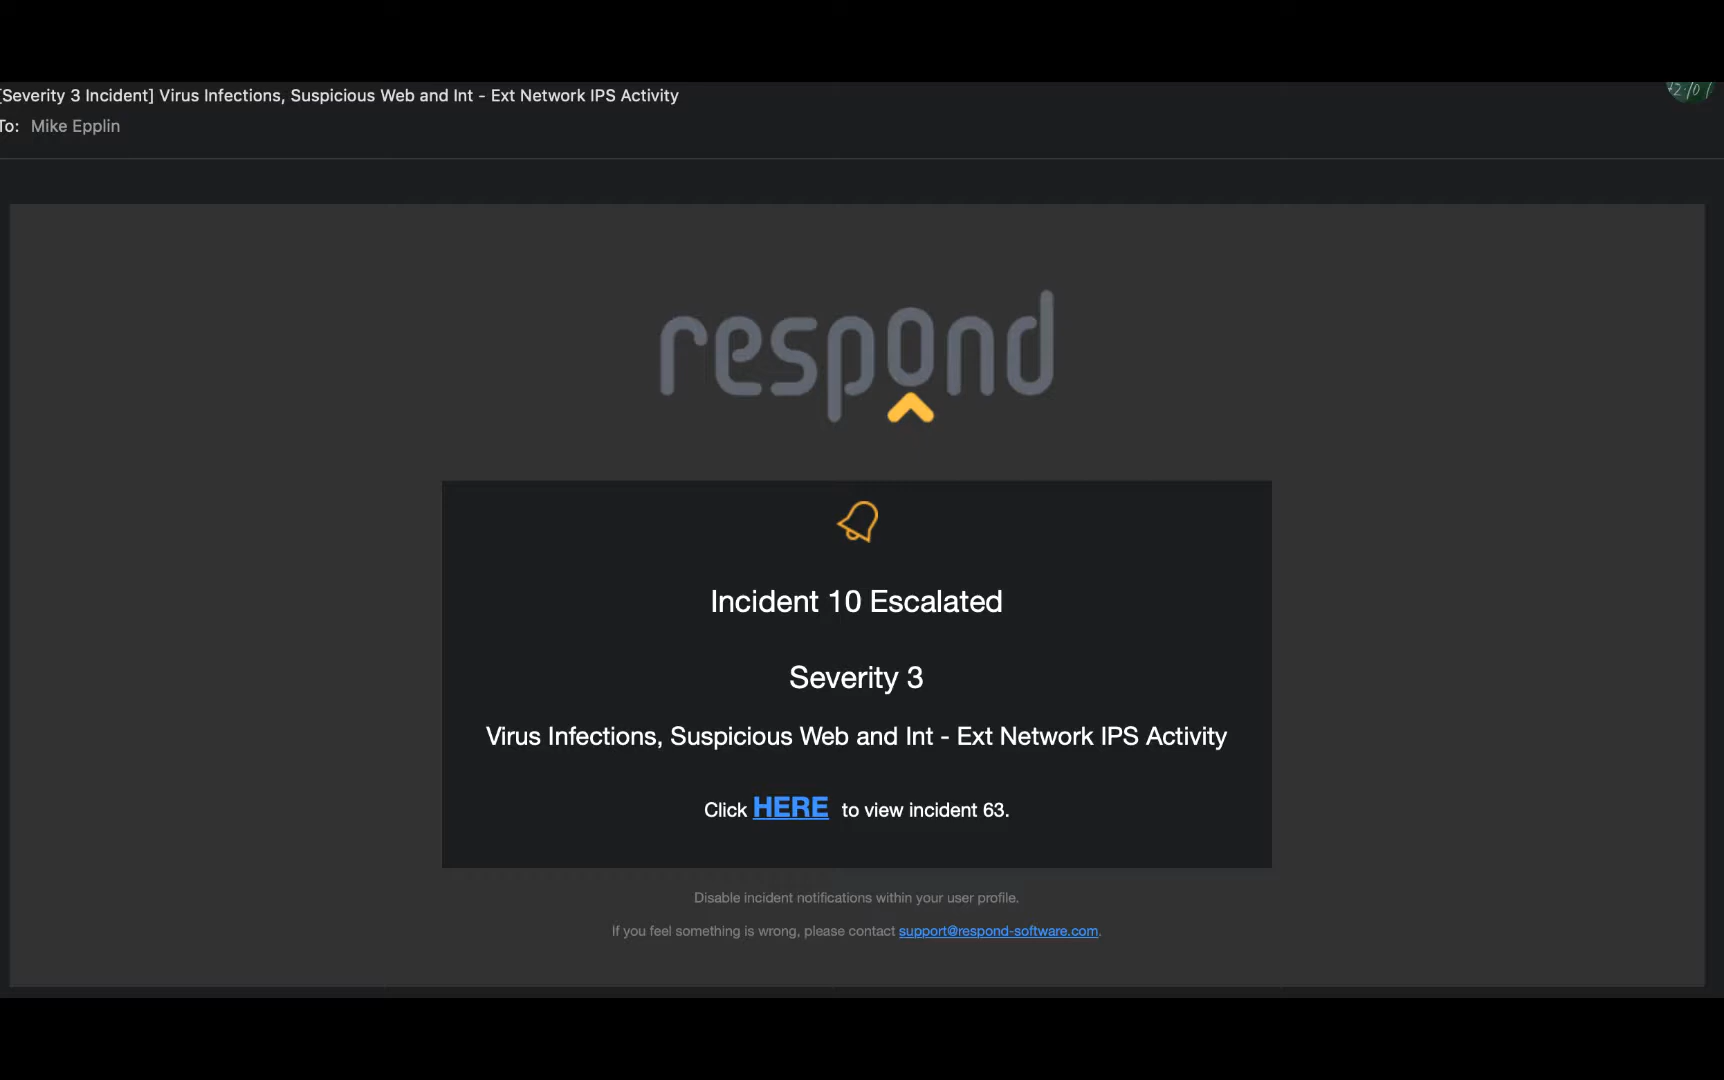 [Severity 3 Incident] Virus Infections, Suspicious Web and Int - Ext Network IPS Activity
To: Mike Epplin
respond
Incident 10 Escalated
Severity 3
Virus Infections, Suspicious Web and Int - Ext Network IPS Activity
Click HERE to view incident 63.
Disable incident notifications within your user profile.
If you feel something is wrong, please contact support@respond-software.com.